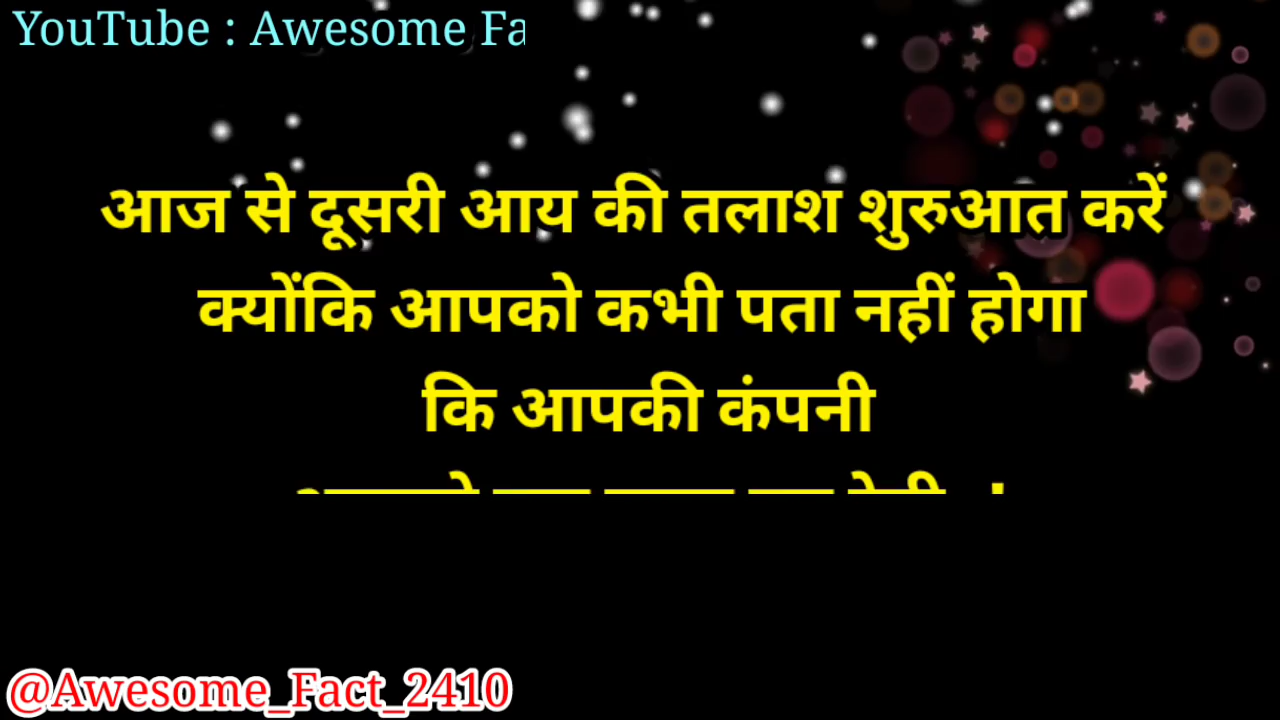 YouTube : Awesome Fa
आज से दूसरी आय की तलाश शुरुआत करें
क्योंकि आपको कभी पता नहीं होगा
कि आपकी कंपनी
@Awesome_Fact_2410